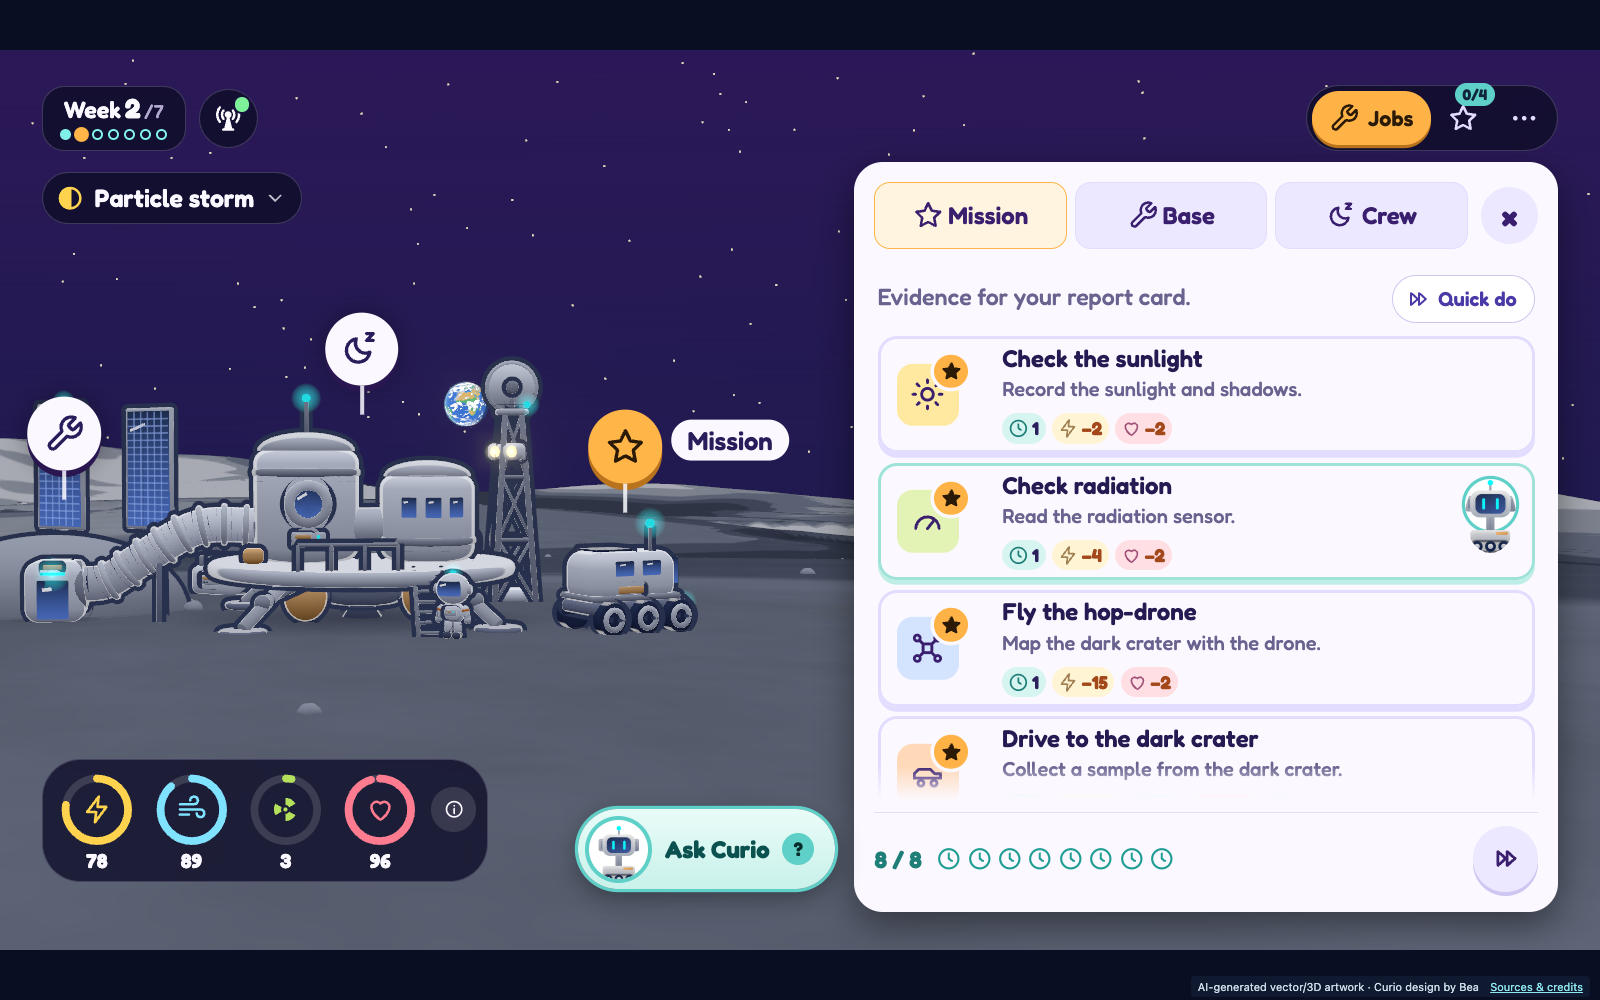 Week 2 /7
Particle storm
0/4
Jobs
Mission
Base
Crew
Evidence for your report card.
Quick do
Check the sunlight
Record the sunlight and shadows.
1 -2 -2
Check radiation
Read the radiation sensor.
1 -4 -2
Fly the hop-drone
Map the dark crater with the drone.
1 -15 -2
Drive to the dark crater
Collect a sample from the dark crater.
8 / 8
Mission
78 89 3 96
Ask Curio ?
AI-generated vector/3D artwork · Curio design by Bea Sources & credits